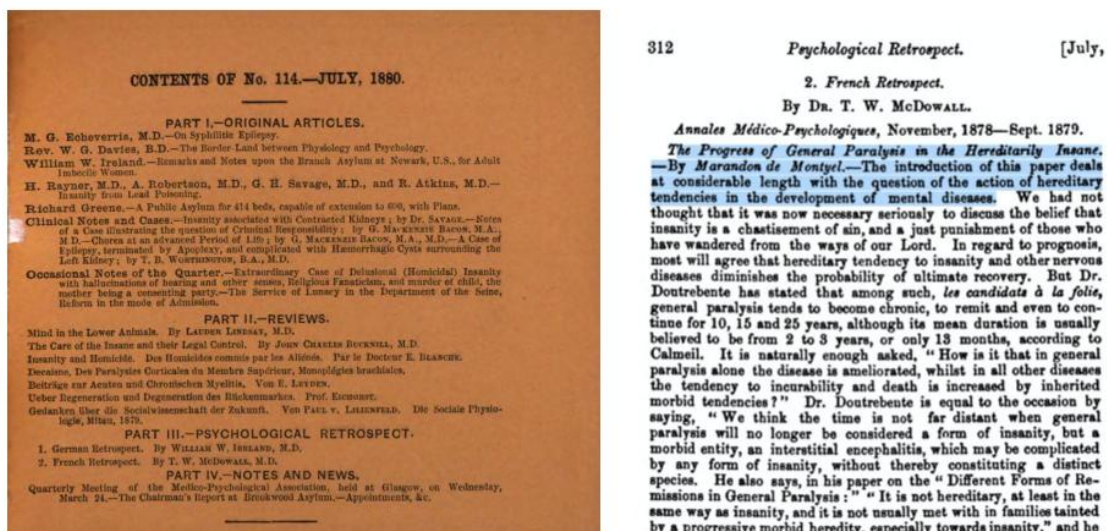 CONTENTS OF No. 114.—JULY, 1880.
PART I.—ORIGINAL ARTICLES.
M. G. Echeverria, M.D.—On Syphilitic Epilepsy.
Rev. W. G. Davies, B.D.—The Border-Land between Physiology and Psychology.
William W. Ireland.—Remarks and Notes upon the Branch Asylum at Newark, U.S., for Adult
Imbecile Women.
H. Rayner, M.D., A. Robertson, M.D., G. H. Savage, M.D., and R. Atkins, M.D.—
Insanity from Lead Poisoning.
Richard Greene.—A Public Asylum for 414 beds, capable of extension to 600, with Plans.
Clinical Notes and Cases.—Insanity associated with Contracted Kidneys; by Dr. SAVAGE.—Notes
of a Case illustrating the question of Criminal Responsibility; by G. MACKENZIE BACON, M.A.,
M D.—Chorea at an advanced Period of Life; by G. MACKENZIE BACON, M.A., M.D.—A Case of
Epilepsy, terminated by Apoplexy, and complicated with Hæmorrhagic Cysts surrounding the
Left Kidney; by T. B. WORTHINGTON, B.A., M.D.
Occasional Notes of the Quarter.—Extraordinary Case of Delusional (Homicidal) Insanity
with hallucinations of hearing and other senses, Religious Fanaticism, and murder of child, the
mother being a consenting party.—The Service of Lunacy in the Department of the Seine,
Reform in the mode of Admission.
PART II.—REVIEWS.
Mind in the Lower Animals. By LAUDER LINDSAY, M.D.
The Care of the Insane and their Legal Control. By JOHN CHARLES BUCKNILL, M.D.
Insanity and Homicide. Des Homicides commis par les Aliénés. Par le Docteur E. BLANCHE.
Decaisne, Des Paralysies Corticales du Membre Supérieur, Monoplégies brachiales.
Beiträge zur Acuten und Chronischen Myelitis. Von E. LEYDEN.
Ueber Regeneration und Degeneration des Rückenmarkes. Prof. EICHORST.
Gedanken über die Socialwissenschaft der Zukunft. Von PAUL v. LILIENFELD. Die Sociale Physio-
logie, Mitau, 1879.
PART III.—PSYCHOLOGICAL RETROSPECT.
1. German Retrospect. By WILLIAM W. IRELAND, M.D.
2. French Retrospect. By T. W. McDOWALL, M.D.
PART IV.—NOTES AND NEWS.
Quarterly Meeting of the Medico-Psychological Association, held at Glasgow, on Wednesday,
March 24.—The Chairman's Report at Brookwood Asylum.—Appointments, &c.
312 Psychological Retrospect. [July,
2. French Retrospect.
By DR. T. W. McDOWALL.
Annales Médico-Psychologiques, November, 1878—Sept. 1879.
The Progress of General Paralysis in the Hereditarily Insane.
—By Marandon de Montyel.—The introduction of this paper deals
at considerable length with the question of the action of hereditary
tendencies in the development of mental diseases. We had not
thought that it was now necessary seriously to discuss the belief that
insanity is a chastisement of sin, and a just punishment of those who
have wandered from the ways of our Lord. In regard to prognosis,
most will agree that hereditary tendency to insanity and other nervous
diseases diminishes the probability of ultimate recovery. But Dr.
Doutrebente has stated that among such, les candidats à la folie,
general paralysis tends to become chronic, to remit and even to con-
tinue for 10, 15 and 25 years, although its mean duration is usually
believed to be from 2 to 3 years, or only 13 months, according to
Calmeil. It is naturally enough asked, "How is it that in general
paralysis alone the disease is ameliorated, whilst in all other diseases
the tendency to incurability and death is increased by inherited
morbid tendencies?" Dr. Doutrebente is equal to the occasion by
saying, "We think the time is not far distant when general
paralysis will no longer be considered a form of insanity, but a
morbid entity, an interstitial encephalitis, which may be complicated
by any form of insanity, without thereby constituting a distinct
species. He also says, in his paper on the "Different Forms of Re-
missions in General Paralysis:" "It is not hereditary, at least in the
same way as insanity, and it is not usually met with in families tainted
by a progressive morbid heredity, especially towards insanity," and he